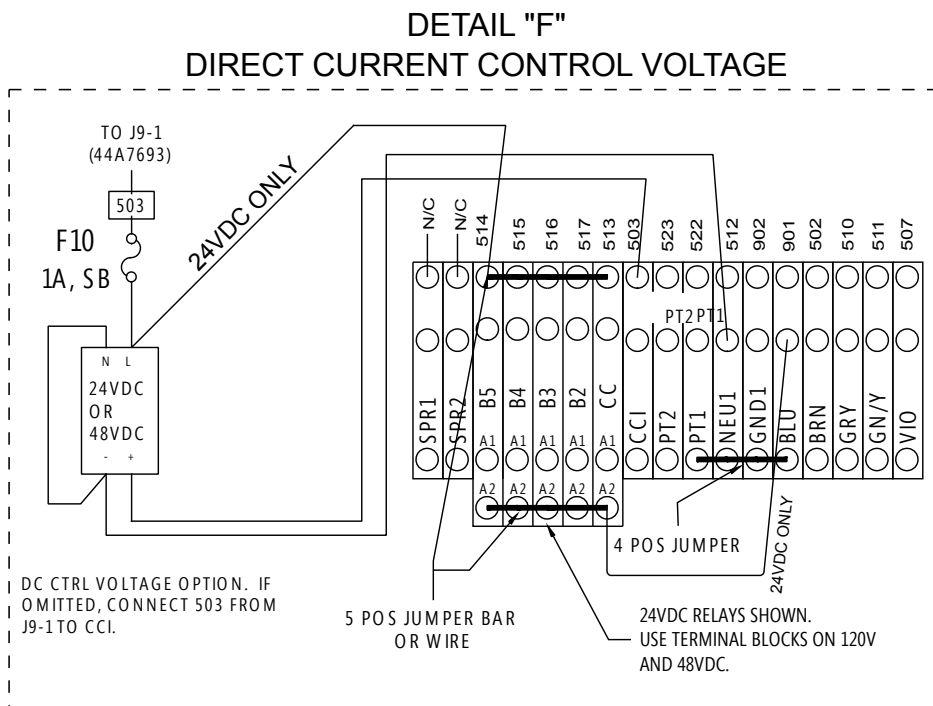 DETAIL "F"
DIRECT CURRENT CONTROL VOLTAGE
TO J9-1
(44A7693)
503
F10
1A, SB
24VDC ONLY
N L
24VDC
OR
48VDC
- +
N/C N/C 514 515 516 517 513 503 523 522 512 902 901 502 510 511 507
PT2 PT1
SPR1 SPR2 B5 B4 B3 B2 CC CCI PT2 PT1 NEU1 GND1 BLU BRN GRY GN/Y VIO
A1 A1 A1 A1 A1
A2 A2 A2 A2 A2
4 POS JUMPER
24VDC ONLY
DC CTRL VOLTAGE OPTION. IF
OMITTED, CONNECT 503 FROM
J9-1 TO CCI.
5 POS JUMPER BAR
OR WIRE
24VDC RELAYS SHOWN.
USE TERMINAL BLOCKS ON 120V
AND 48VDC.